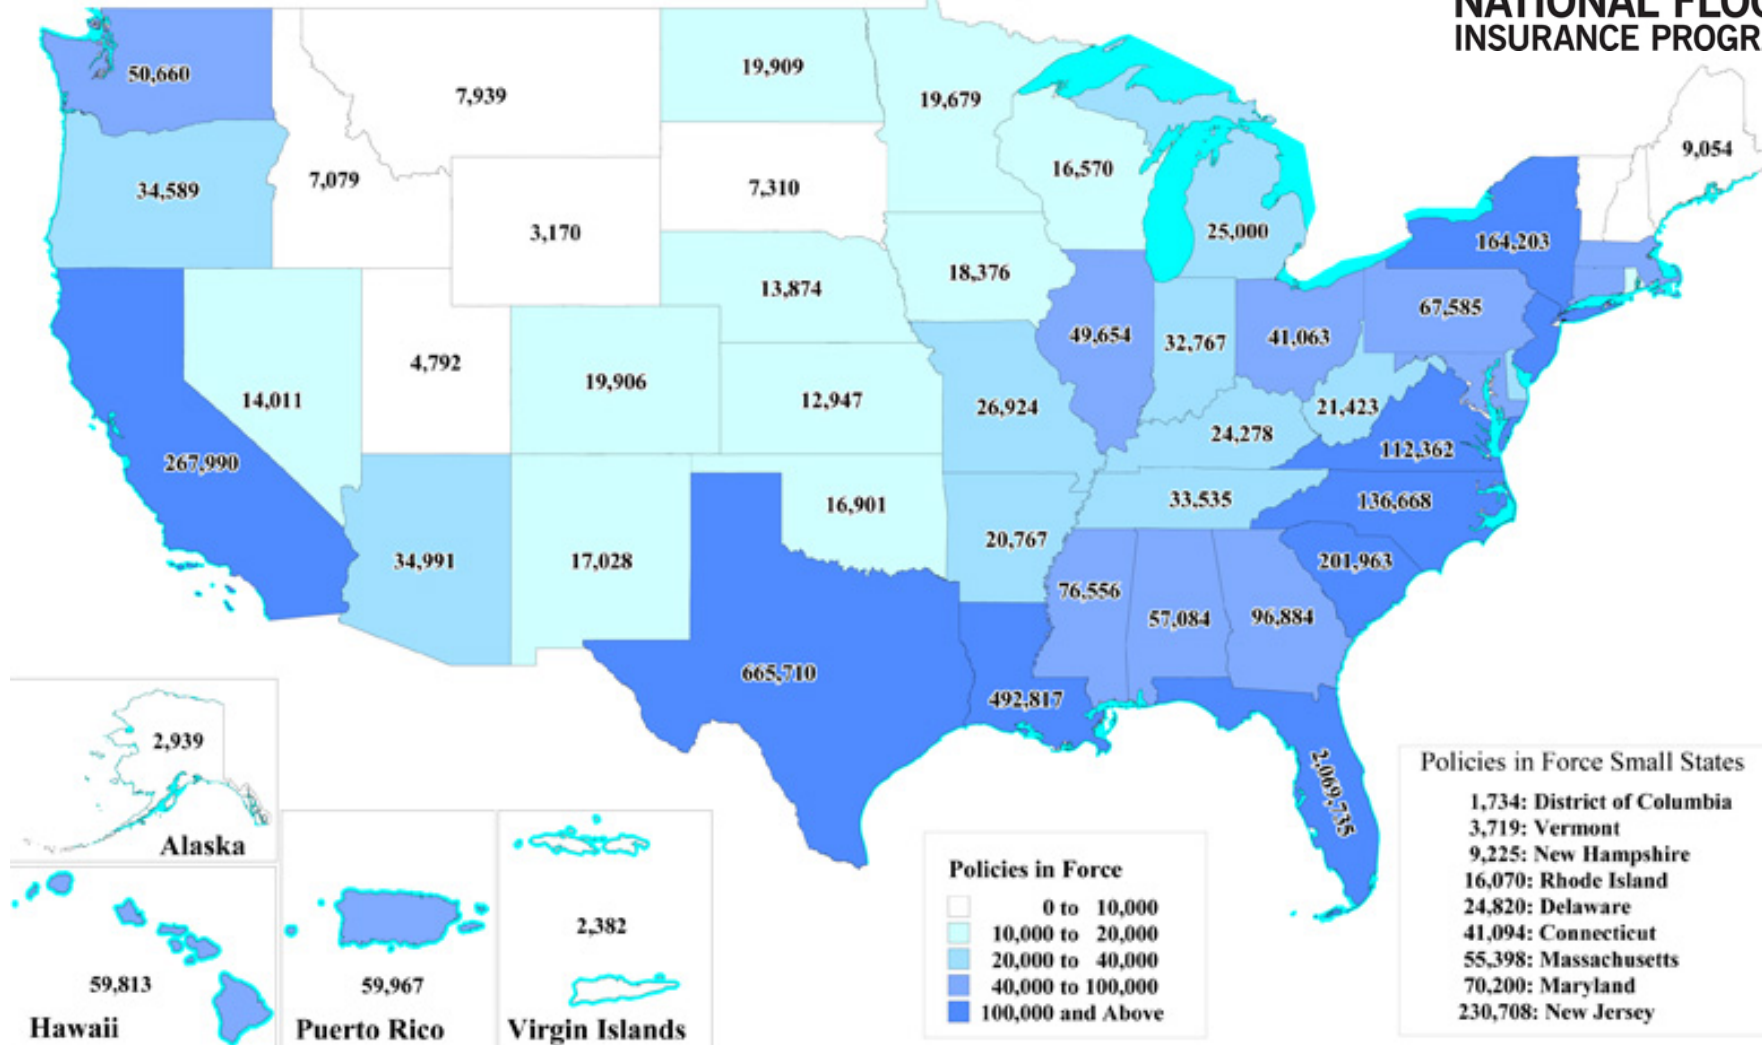 NATIONAL FLOO
INSURANCE PROGR
50,660
7,939
19,909
19,679
9,054
34,589
7,079
3,170
7,310
16,570
25,000
164,203
18,376
13,874
67,585
49,654
32,767
41,063
4,792
19,906
14,011
12,947
26,924
21,423
24,278
112,362
267,990
16,901
33,535
136,668
34,991
17,028
20,767
201,963
76,556
57,084
96,884
665,710
492,817
2,069,735
2,939
Alaska
59,813
Hawaii
59,967
Puerto Rico
2,382
Virgin Islands
Policies in Force
0 to 10,000
10,000 to 20,000
20,000 to 40,000
40,000 to 100,000
100,000 and Above
Policies in Force Small States
1,734: District of Columbia
3,719: Vermont
9,225: New Hampshire
16,070: Rhode Island
24,820: Delaware
41,094: Connecticut
55,398: Massachusetts
70,200: Maryland
230,708: New Jersey